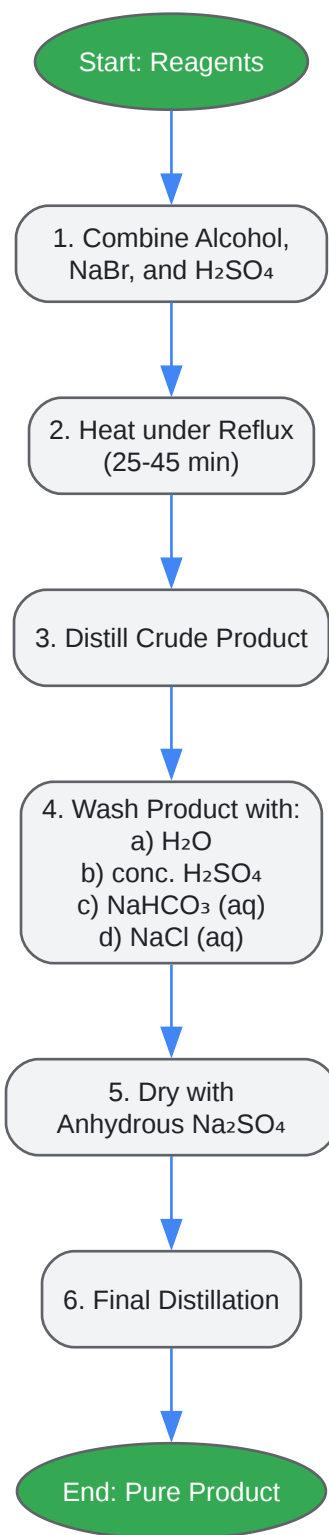 Start: Reagents
1. Combine Alcohol,
NaBr, and H₂SO₄
2. Heat under Reflux
(25-45 min)
3. Distill Crude Product
4. Wash Product with:
a) H₂O
b) conc. H₂SO₄
c) NaHCO₃ (aq)
d) NaCl (aq)
5. Dry with
Anhydrous Na₂SO₄
6. Final Distillation
End: Pure Product